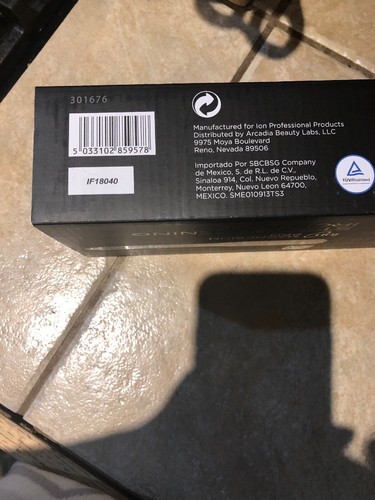 301676
5 033102 859578
IF18040
Manufactured for Ion Professional Products
Distributed by Arcadia Beauty Labs, LLC
9975 Moya Boulevard
Reno, Nevada 89506
Importado Por SBCBSG Company
de Mexico, S. de R.L. de C.V.,
Sinaloa 914, Col. Nuevo Repueblo,
Monterrey, Nuevo Leon 64700,
MEXICO. SME010913TS3
TÜVRheinland